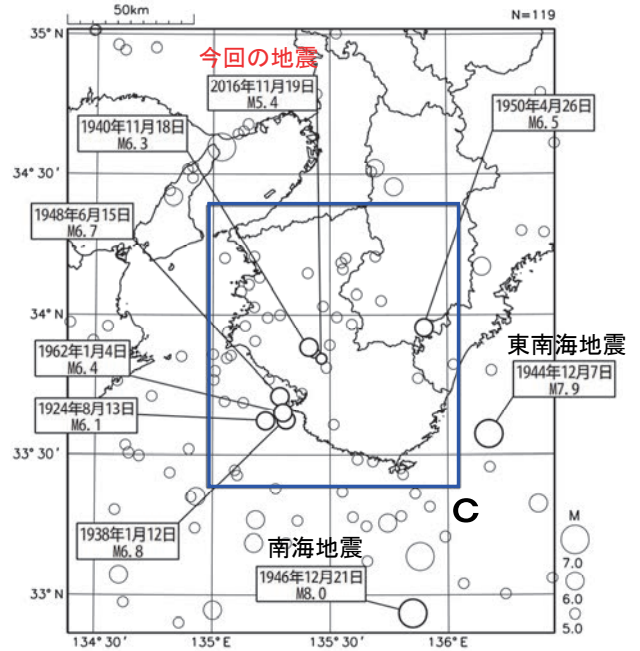 50km
N=119
35°N
今回の地震
2016年11月19日
M5.4
1950年4月26日
M6.5
1940年11月18日
M6.3
34°30′
1948年6月15日
M6.7
34°N
1962年1月4日
M6.4
東南海地震
1944年12月7日
M7.9
1924年8月13日
M6.1
33°30′
C
M
1938年1月12日
M6.8
南海地震
7.0
1946年12月21日
M8.0
33°N
6.0
5.0
134°30′
135°E
135°30′
136°E